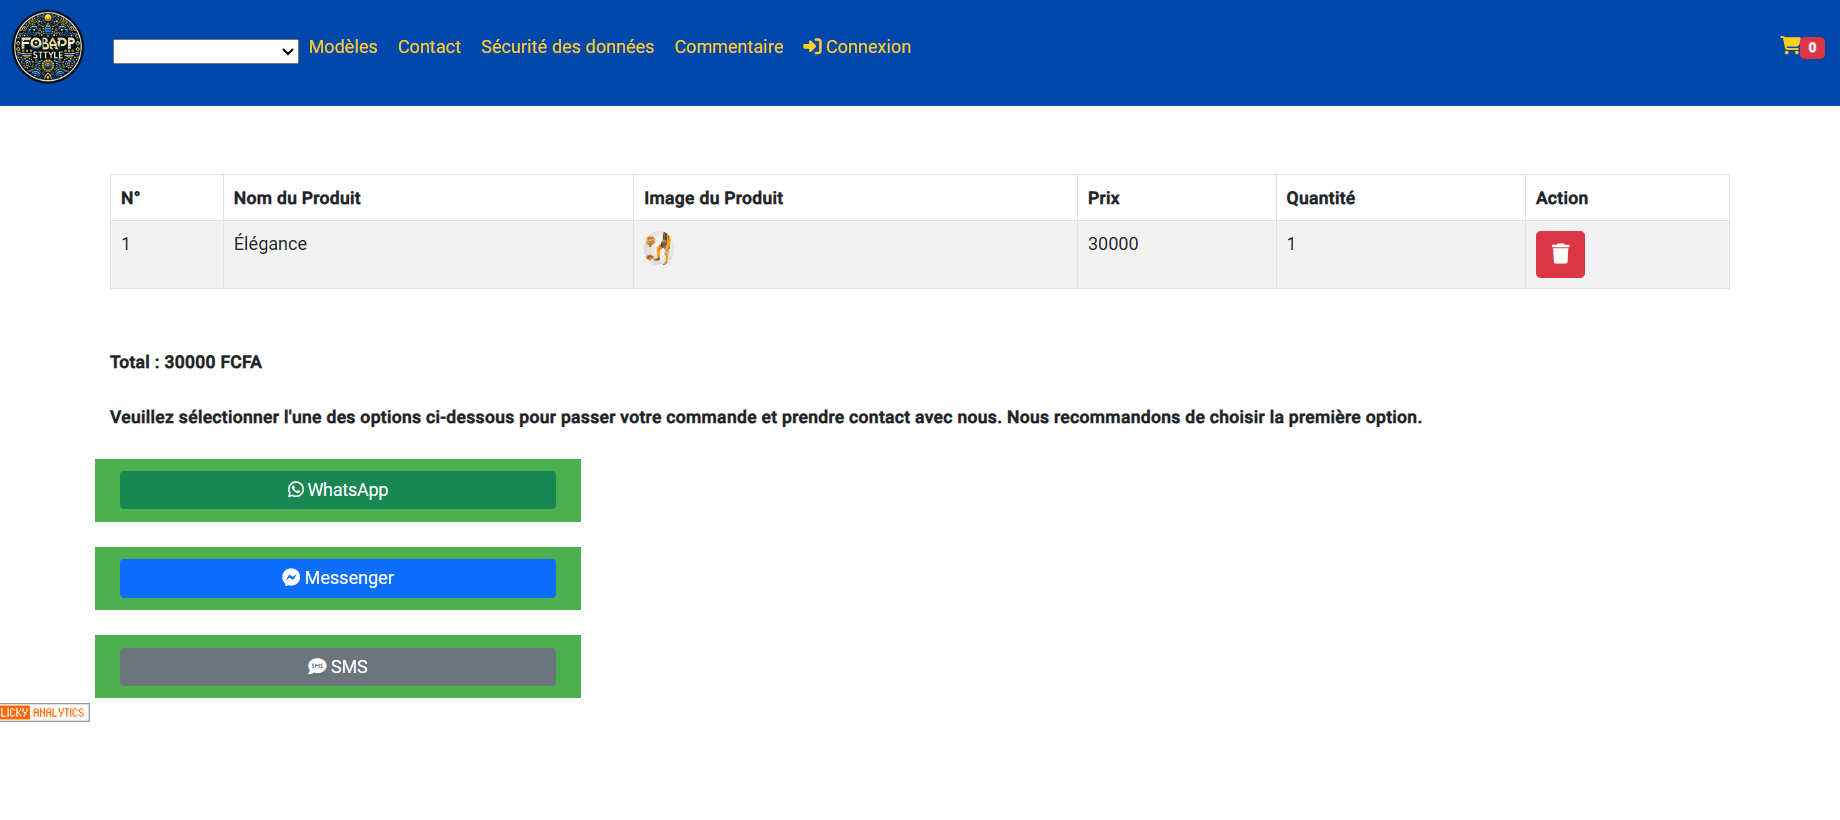 FOBAPP
STTYLE
Modèles Contact Sécurité des données Commentaire Connexion 0
N° Nom du Produit Image du Produit Prix Quantité Action
1 Élégance 30000 1
Total : 30000 FCFA
Veuillez sélectionner l'une des options ci-dessous pour passer votre commande et prendre contact avec nous. Nous recommandons de choisir la première option.
WhatsApp
Messenger
SMS SMS
LICKY ANALYTICS